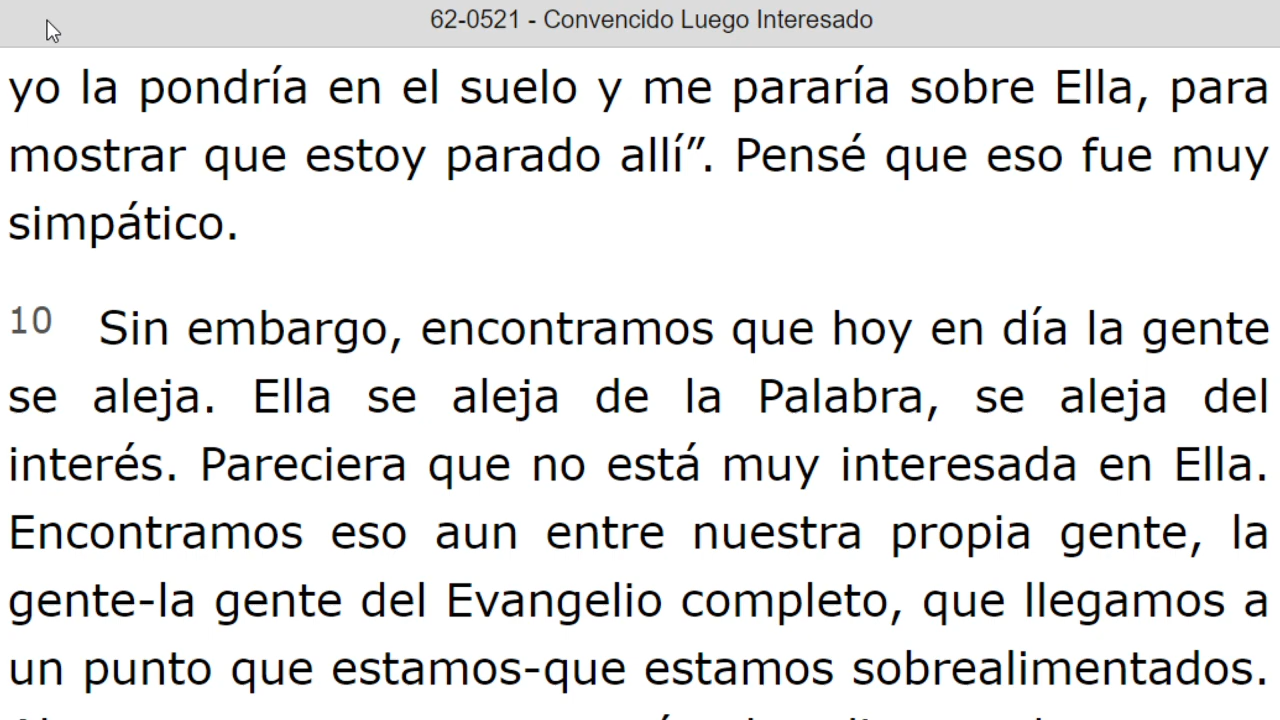 62-0521 - Convencido Luego Interesado
yo la pondría en el suelo y me pararía sobre Ella, para
mostrar que estoy parado allí”. Pensé que eso fue muy
simpático.
10 Sin embargo, encontramos que hoy en día la gente
se aleja. Ella se aleja de la Palabra, se aleja del
interés. Pareciera que no está muy interesada en Ella.
Encontramos eso aun entre nuestra propia gente, la
gente-la gente del Evangelio completo, que llegamos a
un punto que estamos-que estamos sobrealimentados.